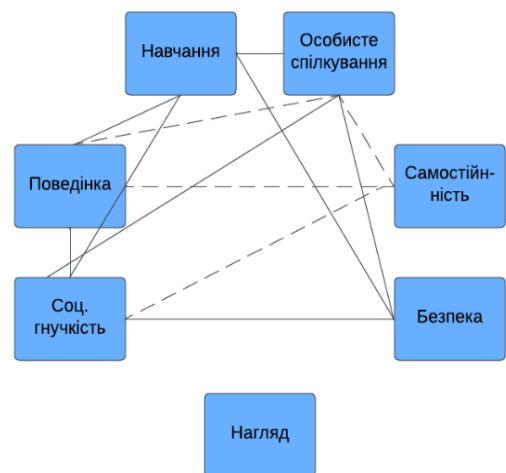 Навчання
Особисте
спілкування
Поведінка
Самостійн-
ність
Соц.
гнучкість
Безпека
Нагляд